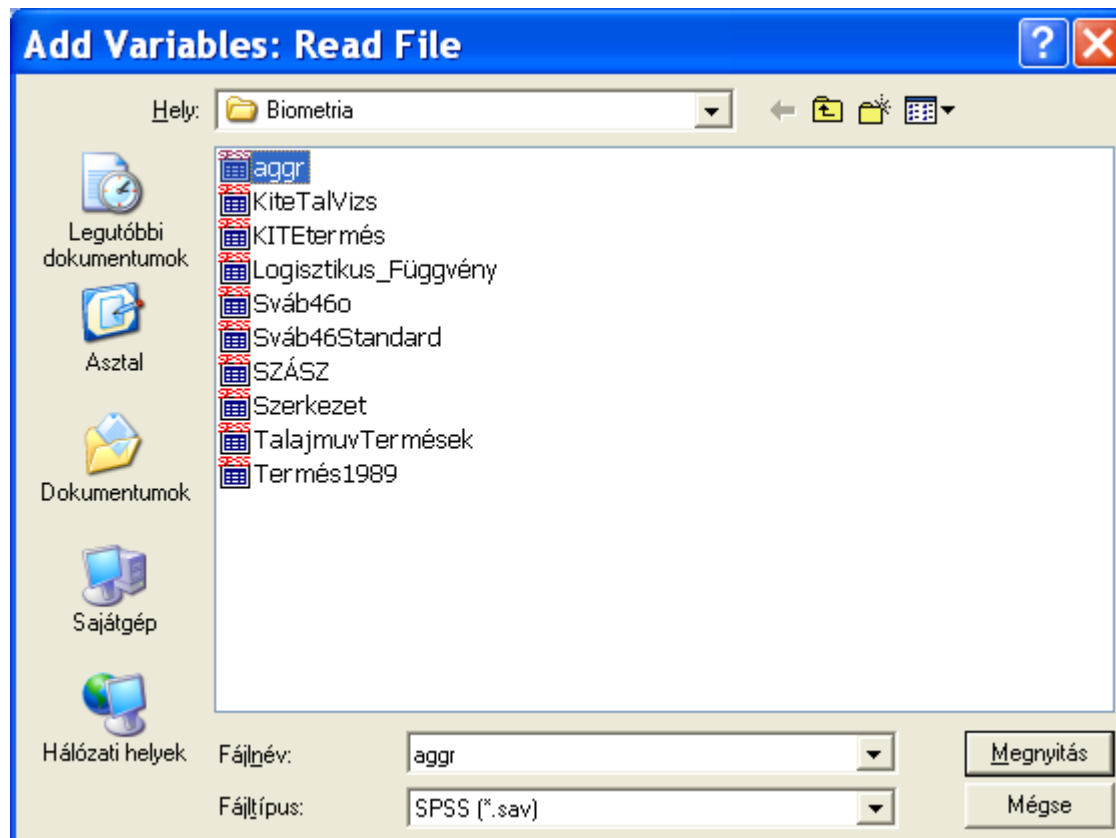 Add Variables: Read File
Hely: Biometria
aggr
KiteTalVizs
KITEtermés
Logisztikus_Függvény
Sváb46o
Sváb46Standard
SZÁSZ
Szerkezet
TalajmuvTermések
Termés1989
Legutóbbi
dokumentumok
Asztal
Dokumentumok
Sajátgép
Hálózati helyek
Fájlnév: aggr Megnyitás
Fájltípus: SPSS (*.sav) Mégse